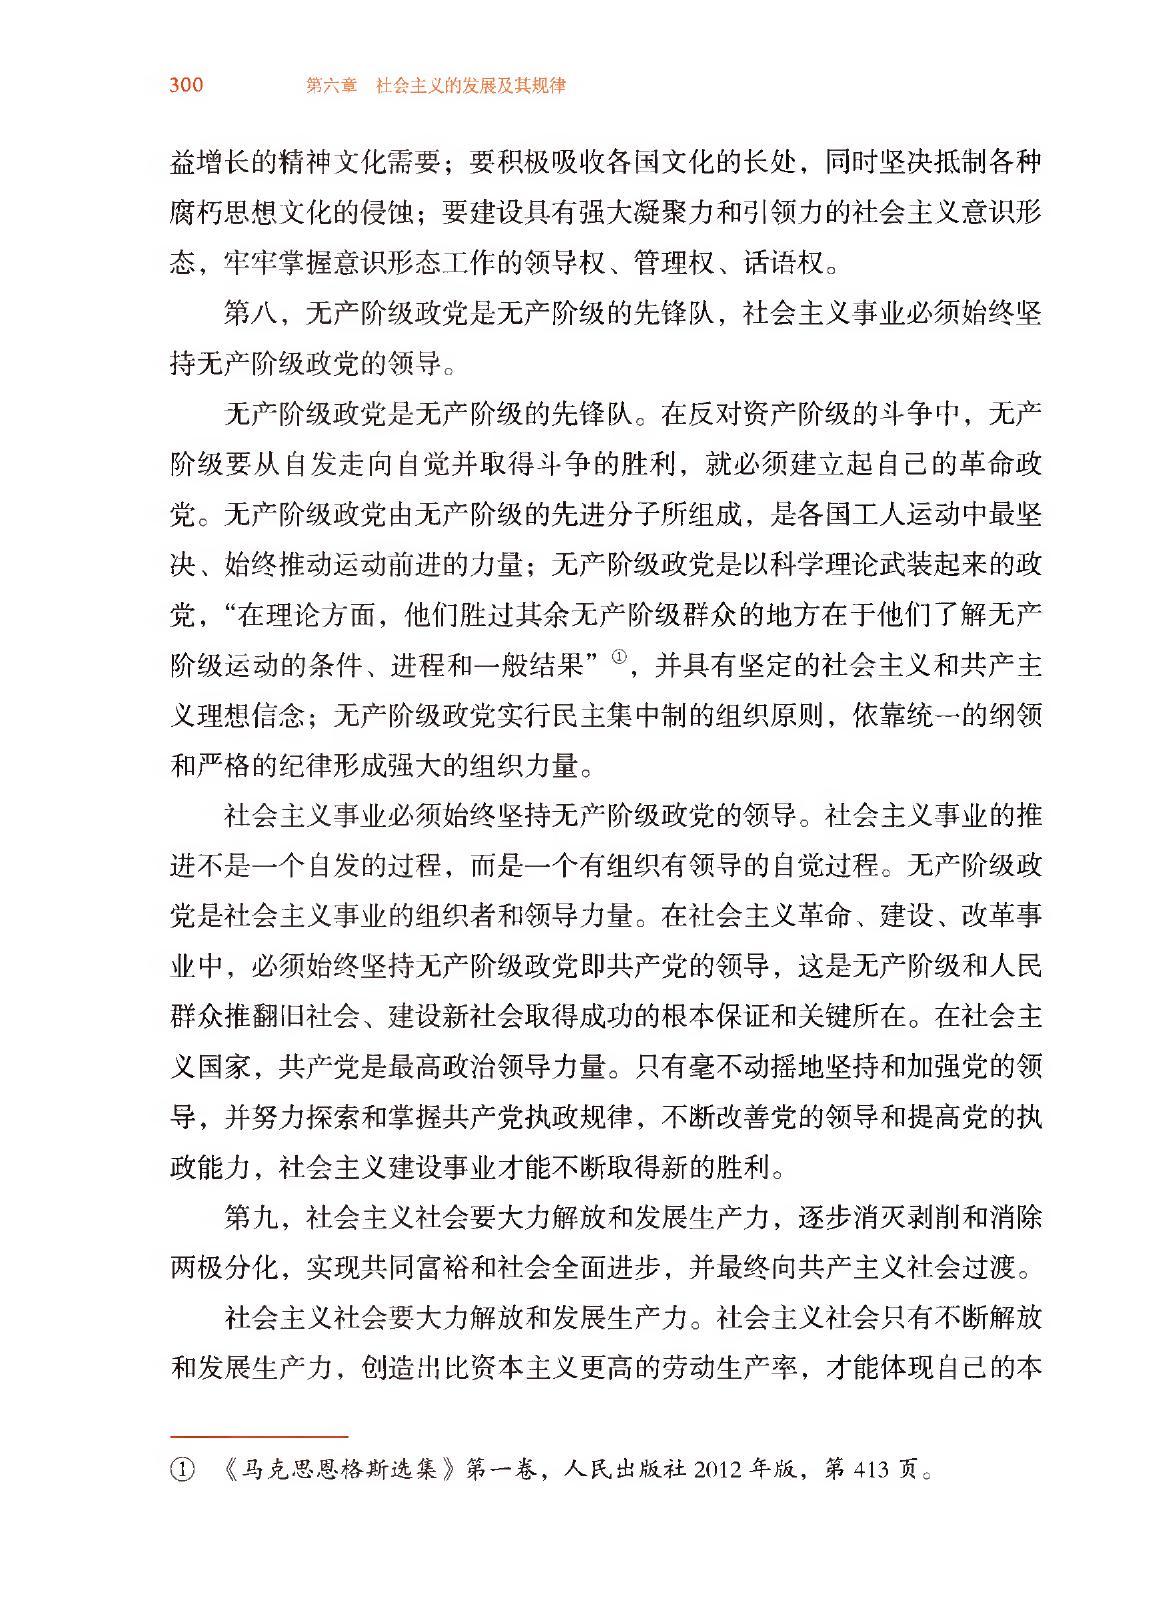 300 第六章 社会主义的发展及其规律
益增长的精神文化需要；要积极吸收各国文化的长处，同时坚决抵制各种
腐朽思想文化的侵蚀；要建设具有强大凝聚力和引领力的社会主义意识形
态，牢牢掌握意识形态工作的领导权、管理权、话语权。
第八，无产阶级政党是无产阶级的先锋队，社会主义事业必须始终坚
持无产阶级政党的领导。
无产阶级政党是无产阶级的先锋队。在反对资产阶级的斗争中，无产
阶级要从自发走向自觉并取得斗争的胜利，就必须建立起自己的革命政
党。无产阶级政党由无产阶级的先进分子所组成，是各国工人运动中最坚
决、始终推动运动前进的力量；无产阶级政党是以科学理论武装起来的政
党，“在理论方面，他们胜过其余无产阶级群众的地方在于他们了解无产
阶级运动的条件、进程和一般结果”①，并具有坚定的社会主义和共产主
义理想信念；无产阶级政党实行民主集中制的组织原则，依靠统一的纲领
和严格的纪律形成强大的组织力量。
社会主义事业必须始终坚持无产阶级政党的领导。社会主义事业的推
进不是一个自发的过程，而是一个有组织有领导的自觉过程。无产阶级政
党是社会主义事业的组织者和领导力量。在社会主义革命、建设、改革事
业中，必须始终坚持无产阶级政党即共产党的领导，这是无产阶级和人民
群众推翻旧社会、建设新社会取得成功的根本保证和关键所在。在社会主
义国家，共产党是最高政治领导力量。只有毫不动摇地坚持和加强党的领
导，并努力探索和掌握共产党执政规律，不断改善党的领导和提高党的执
政能力，社会主义建设事业才能不断取得新的胜利。
第九，社会主义社会要大力解放和发展生产力，逐步消灭剥削和消除
两极分化，实现共同富裕和社会全面进步，并最终向共产主义社会过渡。
社会主义社会要大力解放和发展生产力。社会主义社会只有不断解放
和发展生产力，创造出比资本主义更高的劳动生产率，才能体现自己的本
① 《马克思恩格斯选集》第一卷，人民出版社 2012 年版，第 413 页。